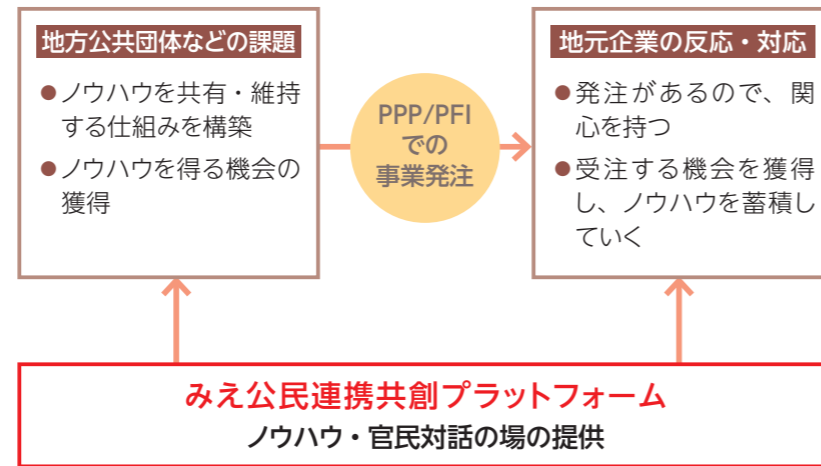 地方公共団体などの課題
●ノウハウを共有・維持
する仕組みを構築
●ノウハウを得る機会の
獲得
PPP/PFI
での
事業発注
地元企業の反応・対応
●発注があるので、関
心を持つ
●受注する機会を獲得
し、ノウハウを蓄積し
ていく
みえ公民連携共創プラットフォーム
ノウハウ・官民対話の場の提供